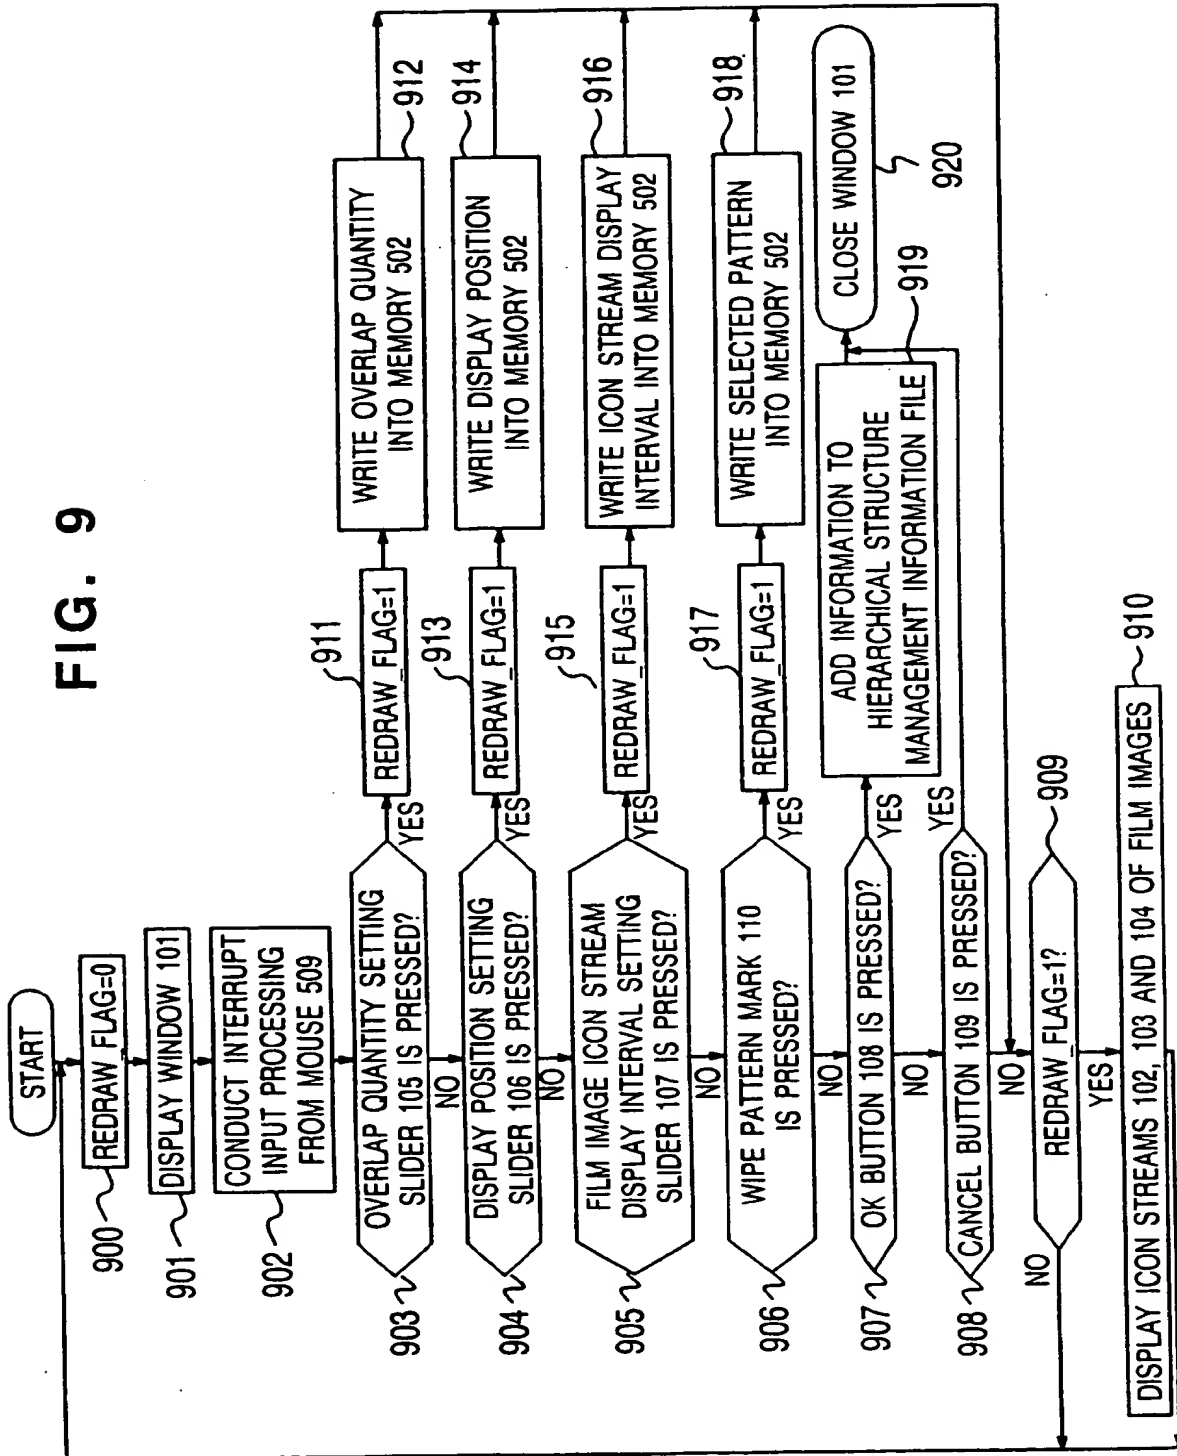 FIG. 9
START
REDRAW_FLAG=0
900
DISPLAY WINDOW 101
901
CONDUCT INTERRUPT
INPUT PROCESSING
FROM MOUSE 509
902
OVERLAP QUANTITY SETTING
SLIDER 105 IS PRESSED?
903
YES
NO
REDRAW_FLAG=1
911
WRITE OVERLAP QUANTITY
INTO MEMORY 502
912
DISPLAY POSITION SETTING
SLIDER 106 IS PRESSED?
904
YES
NO
REDRAW_FLAG=1
913
WRITE DISPLAY POSITION
INTO MEMORY 502
914
FILM IMAGE ICON STREAM
DISPLAY INTERVAL SETTING
SLIDER 107 IS PRESSED?
905
YES
NO
REDRAW_FLAG=1
915
WRITE ICON STREAM DISPLAY
INTERVAL INTO MEMORY 502
916
WIPE PATTERN MARK 110
IS PRESSED?
906
YES
NO
REDRAW_FLAG=1
917
WRITE SELECTED PATTERN
INTO MEMORY 502
918
OK BUTTON 108 IS PRESSED?
907
YES
NO
ADD INFORMATION TO
HIERARCHICAL STRUCTURE
MANAGEMENT INFORMATION FILE
919
CLOSE WINDOW 101
920
CANCEL BUTTON 109 IS PRESSED?
908
YES
NO
REDRAW_FLAG=1?
909
NO
YES
DISPLAY ICON STREAMS 102, 103 AND 104 OF FILM IMAGES
910